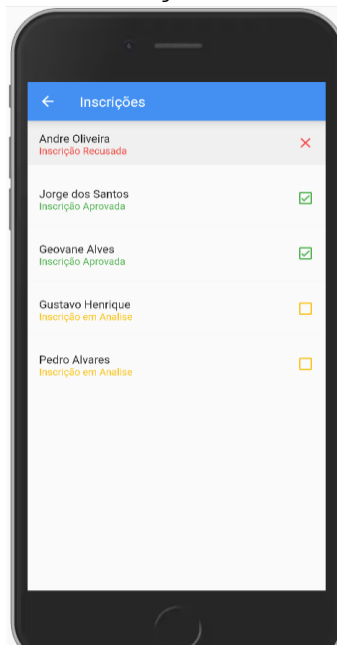 Inscrições
Andre Oliveira
Inscrição Recusada
Jorge dos Santos
Inscrição Aprovada
Geovane Alves
Inscrição Aprovada
Gustavo Henrique
Inscrição em Analise
Pedro Alvares
Inscrição em Analise